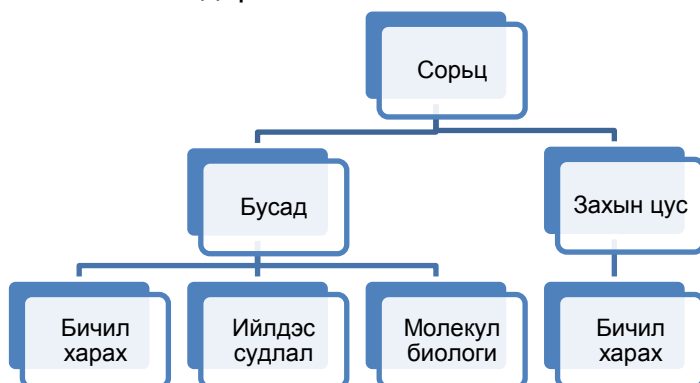 Сорьц
Бусад
Захын цус
Бичил
харах
Ийлдэс
судлал
Молекул
биологи
Бичил
харах